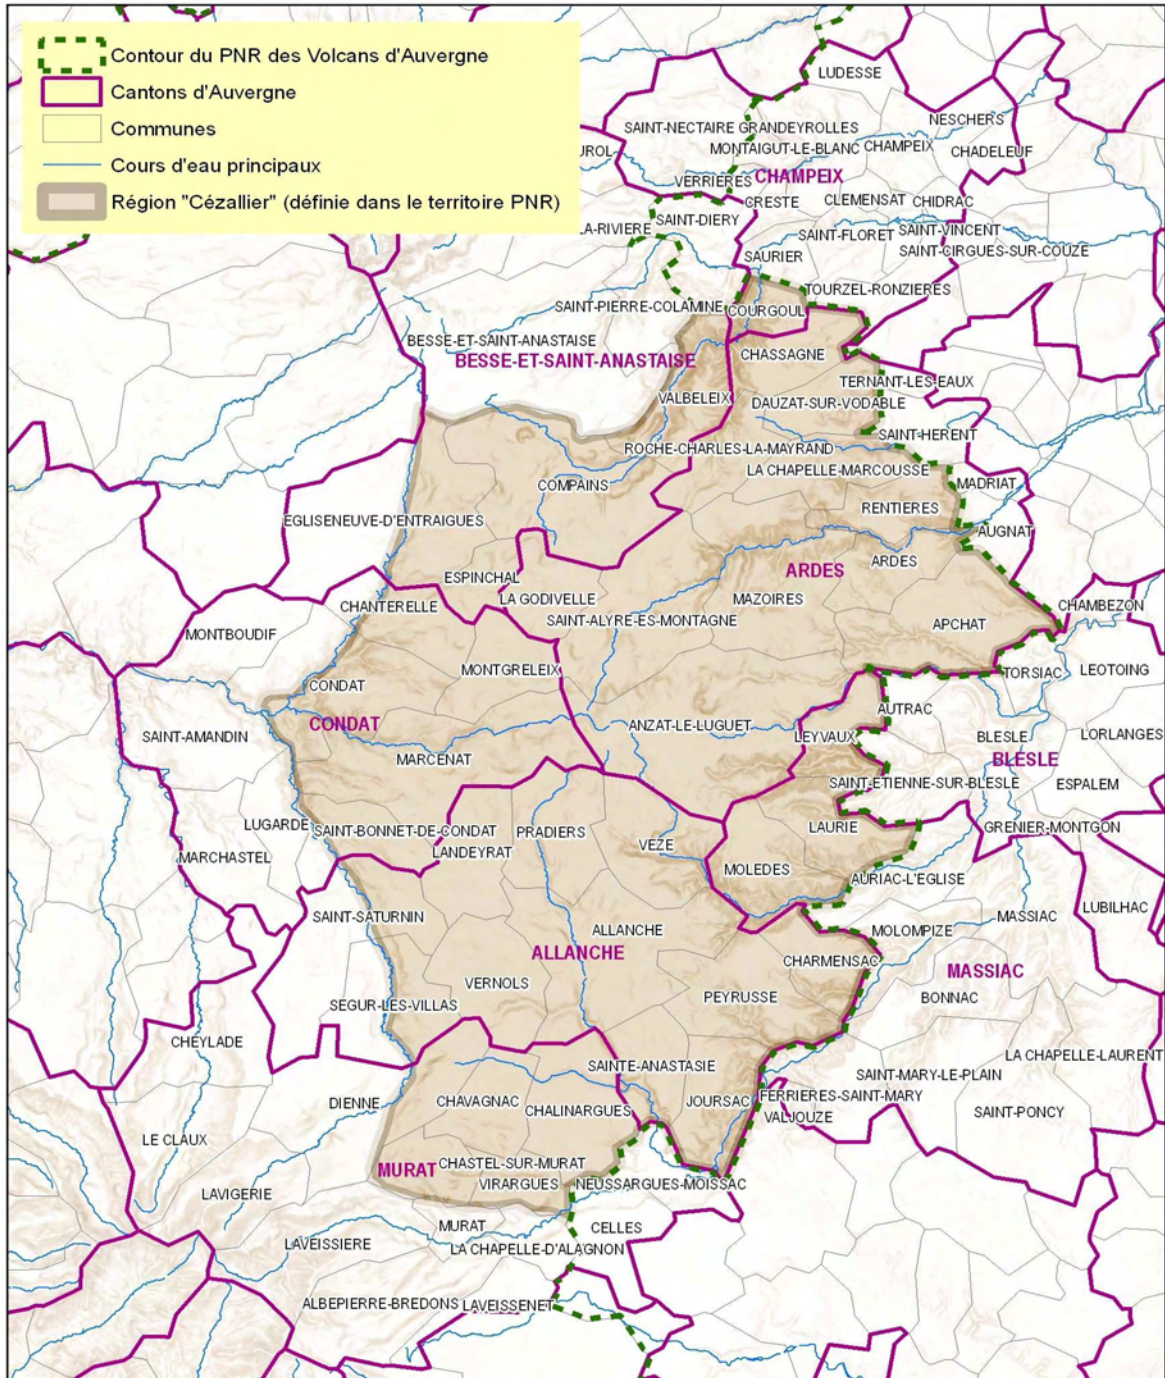 Contour du PNR des Volcans d'Auvergne
Cantons d'Auvergne
Communes
Cours d'eau principaux
Région "Cézallier" (définie dans le territoire PNR)
LUDESSE
NESCHERS
SAINT-NECTAIRE
GRANDEYROLLES
MONTAIGUT-LE-BLANC
CHAMPEIX
CHADELEUF
UROL
VERRIERES
CHAMPEIX
CRESTE
CLEMENSAT
CHIDRAC
LA-RIVIERE
SAINT-DIERY
SAINT-FLORET
SAINT-VINCENT
SAINT-CIRGUES-SUR-COUZE
SAURIER
TOURZEL-RONZIERES
SAINT-PIERRE-COLAMINE
COURGOUL
BESSE-ET-SAINT-ANASTAISE
BESSE-ET-SAINT-ANASTAISE
CHASSAGNE
TERNANT-LES-EAUX
VALBELEIX
DAUZAT-SUR-VODABLE
SAINT-HERENT
ROCHE-CHARLES-LA-MAYRAND
LA CHAPELLE-MARCOUSSE
COMPAINS
MADRIAT
RENTIERES
EGLISENEUVE-D'ENTRAIGUES
AUGNAT
ARDES
ARDES
ESPINCHAL
LA GODIVELLE
MAZOIRES
CHANTERELLE
SAINT-ALYRE-ES-MONTAGNE
CHAMBEZON
MONTBOUDIF
APCHAT
MONTGRELEIX
TORSIAC
LEOTOING
CONDAT
AUTRAC
CONDAT
ANZAT-LE-LUGUET
SAINT-AMANDIN
LEYVAUX
BLESLE
LORLANGES
MARCENAT
BLESLE
SAINT-ETIENNE-SUR-BLESLE
ESPALEM
LUGARDE
SAINT-BONNET-DE-CONDAT
PRADIERS
LAURIE
GRENIER-MONTGON
VEZE
LANDEYRAT
MARCHASTEL
MOLEDES
AURIAC-L'EGLISE
LUBILHAC
SAINT-SATURNIN
MASSIAC
ALLANCHE
MOLOMPIZE
ALLANCHE
CHARMENSAC
MASSIAC
VERNOLS
PEYRUSSE
BONNAC
SEGUR-LES-VILLAS
CHEYLADE
LA CHAPELLE-LAURENT
SAINTE-ANASTASIE
SAINT-MARY-LE-PLAIN
DIENNE
CHAVAGNAC
CHALINARGUES
JOURSAC
FERRIERES-SAINT-MARY
VALJOUZE
SAINT-PONCY
LE CLAUX
MURAT
CHASTEL-SUR-MURAT
VIRARGUES
NEUSSARGUES-MOISSAC
LAVIGERIE
MURAT
CELLES
LAVEISSIERE
LA CHAPELLE-D'ALAGNON
ALBEPIERRE-BREDONS
LAVEISSENET